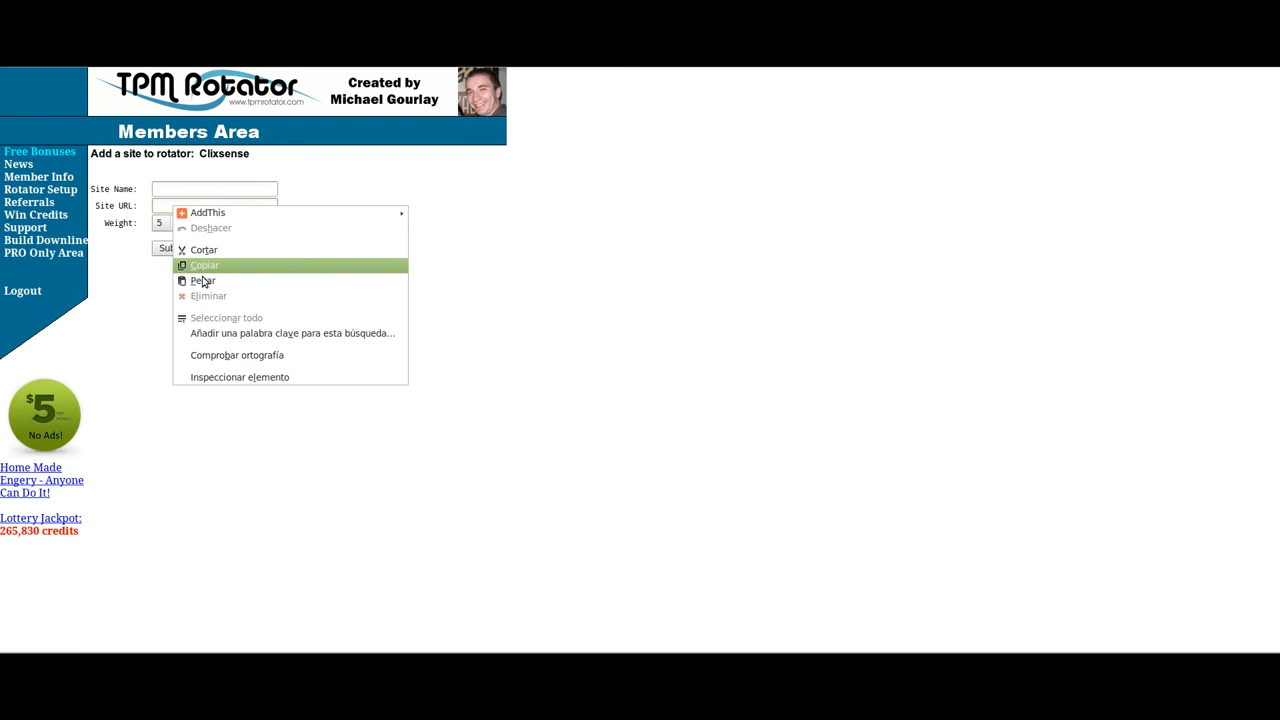 TPM Rotator
www.tpmrotator.com
Created by
Michael Gourlay
Members Area
Free Bonuses
News
Member Info
Rotator Setup
Referrals
Win Credits
Support
Build Downline
PRO Only Area
Logout
Add a site to rotator: Clixsense
Site Name:
Site URL:
Weight:
5
AddThis
Deshacer
Cortar
Copiar
Eliminar
Seleccionar todo
Añadir una palabra clave para esta búsqueda...
Comprobar ortografía
Inspeccionar elemento
$5
No Ads!
Home Made
Engery - Anyone
Can Do It!
Lottery Jackpot:
265,830 credits